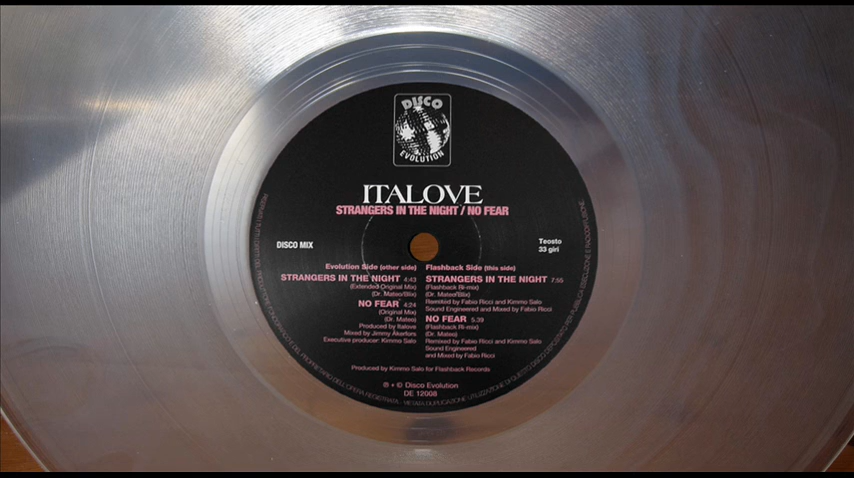 DISCO
EVOLUTION
ITALOVE
STRANGERS IN THE NIGHT / NO FEAR
DISCO MIX
Teosto
33 giri
Evolution Side (other side)
STRANGERS IN THE NIGHT 4:43
(Extended Original Mix)
(Dr. Mateo/Blix)
NO FEAR 4:24
(Original Mix)
(Dr. Mateo)
Produced by Italove
Mixed by Jimmy Åkerfors
Executive producer: Kimmo Salo
Flashback Side (this side)
STRANGERS IN THE NIGHT 7:55
(Flashback Ri-mix)
(Dr. Mateo/Blix)
Remixed by Fabio Ricci and Kimmo Salo
Sound Engineered and Mixed by Fabio Ricci
NO FEAR 5.39
(Flashback Ri-mix)
(Dr. Mateo)
Remixed by Fabio Ricci and Kimmo Salo
Sound Engineered
and Mixed by Fabio Ricci
Produced by Kimmo Salo for Flashback Records
℗ + © Disco Evolution
DE 12008